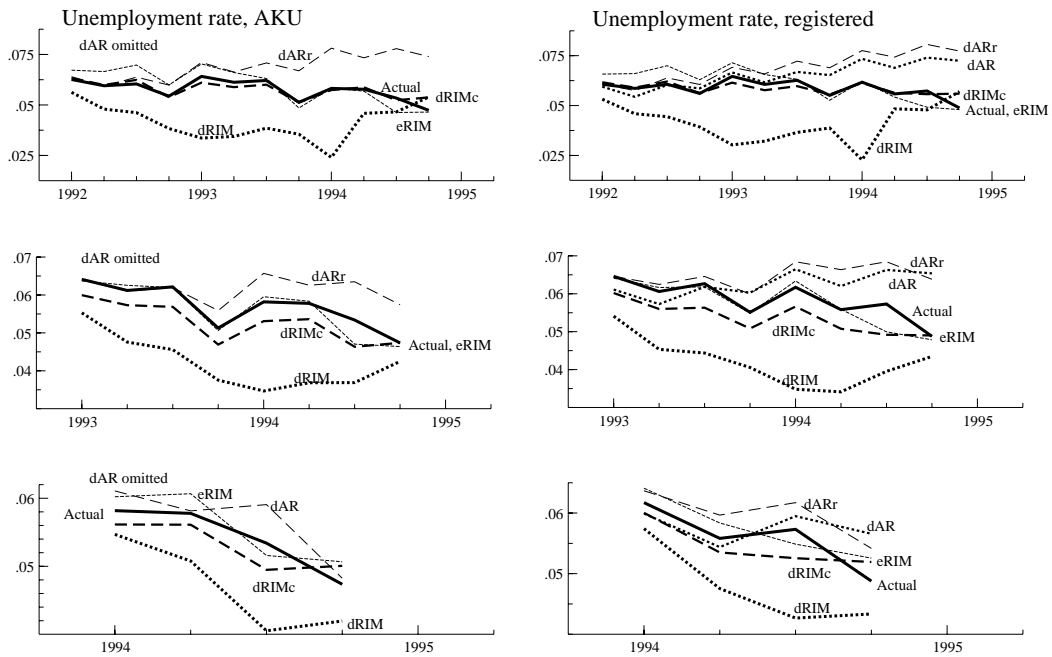 Unemployment rate, AKU
dAR omitted
.075
.05
.025
dARr
Actual
dRIMc
eRIM
dRIM
1992
1993
1994
1995
Unemployment rate, registered
.075
.05
.025
dARr
dAR
dRIMc
Actual, eRIM
dRIM
1992
1993
1994
1995
dAR omitted
.07
.06
.05
.04
dARr
dRIMc
Actual, eRIM
dRIM
1993
1994
1995
.07
.06
.05
.04
dARr
dAR
Actual
dRIMc
eRIM
dRIM
1993
1994
1995
dAR omitted
.06
.05
eRIM
dAR
Actual
dRIMc
dRIM
1994
1995
.06
.05
dARr
dAR
eRIM
dRIMc
Actual
dRIM
1994
1995